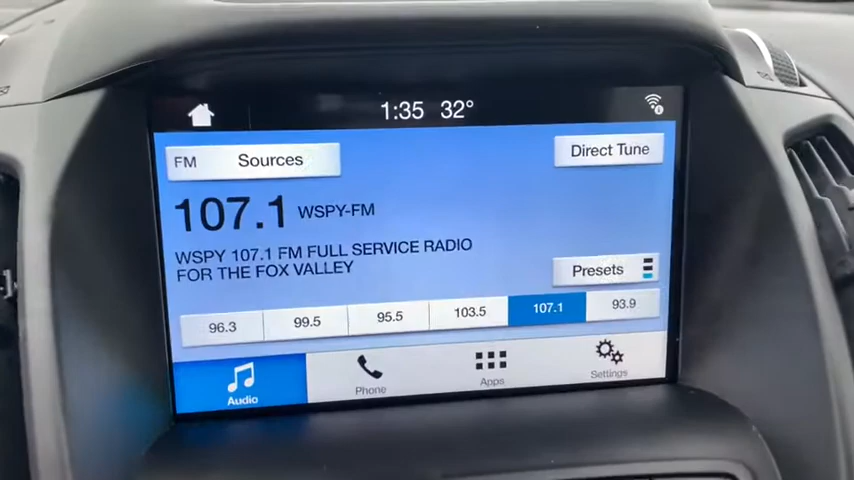 1:35 32°
FM Sources
Direct Tune
107.1 WSPY-FM
WSPY 107.1 FM FULL SERVICE RADIO
FOR THE FOX VALLEY
Presets
96.3 99.5 95.5 103.5 107.1 93.9
Audio Phone Apps Settings